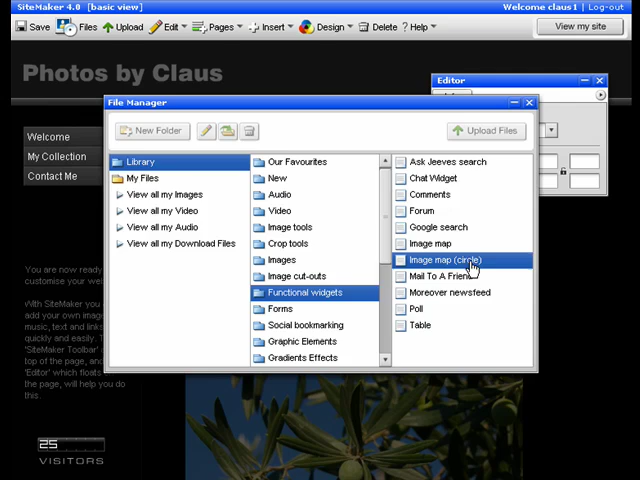 SiteMaker 4.0 [basic view]
Welcome claus1 | Log-out
Save Files Upload Edit Pages Insert Design Delete ? Help View my site
Photos by Claus
Editor
File Manager
New Folder
Upload Files
Welcome
My Collection
Contact Me
Library
My Files
View all my Images
View all my Video
View all my Audio
View all my Download Files
Our Favourites
New
Audio
Video
Image tools
Crop tools
Images
Image cut-outs
Functional widgets
Forms
Social bookmarking
Graphic Elements
Gradients Effects
Ask Jeeves search
Chat Widget
Comments
Forum
Google search
Image map
Image map (circle)
Mail To A Friend
Moreover newsfeed
Poll
Table
You are now ready
customise your
With SiteMaker you
add your own
music, text and links
quickly and easily.
'SiteMaker Toolbar'
top of the page, and
'Editor' which floats
the page, will help you do
this.
25
VISITORS